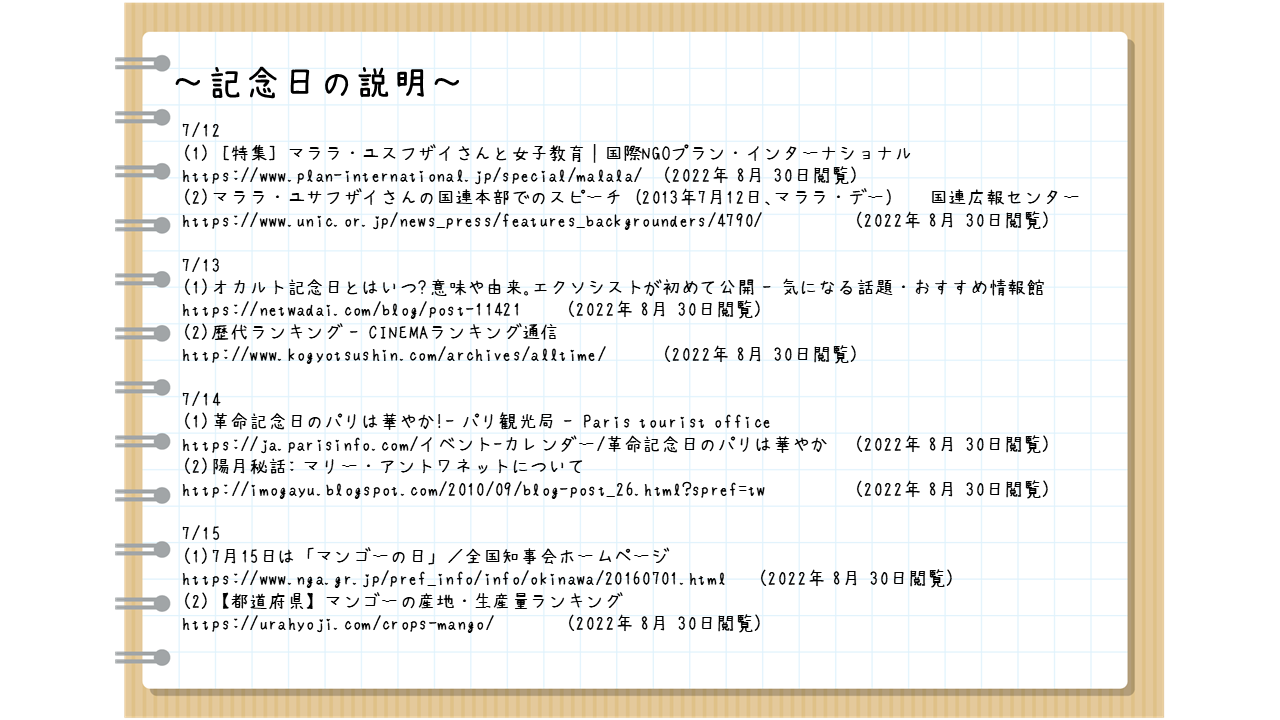 ～記念日の説明～
7/12
(1) [特集] マララ・ユスフザイさんと女子教育 | 国際NGOプラン・インターナショナル
https://www.plan-international.jp/special/malala/ (2022年 8月 30日閲覧)
(2)マララ・ユサフザイさんの国連本部でのスピーチ (2013年7月12日、マララ・デー) 国連広報センター
https://www.unic.or.jp/news_press/features_backgrounders/4790/ (2022年 8月 30日閲覧)
7/13
(1)オカルト記念日とはいつ?意味や由来。エクソシストが初めて公開 - 気になる話題・おすすめ情報館
https://netwadai.com/blog/post-11421 (2022年 8月 30日閲覧)
(2)歴代ランキング - CINEMAランキング通信
http://www.kogyotsushin.com/archives/alltime/ (2022年 8月 30日閲覧)
7/14
(1)革命記念日のパリは華やか!- パリ観光局 - Paris tourist office
https://ja.parisinfo.com/イベント-カレンダー/革命記念日のパリは華やか (2022年 8月 30日閲覧)
(2)陽月秘話: マリー・アントワネットについて
http://imogayu.blogspot.com/2010/09/blog-post_26.html?spref=tw (2022年 8月 30日閲覧)
7/15
(1)7月15日は「マンゴーの日」／全国知事会ホームページ
https://www.nga.gr.jp/pref_info/info/okinawa/20160701.html (2022年 8月 30日閲覧)
(2)【都道府県】マンゴーの産地・生産量ランキング
https://urahyoji.com/crops-mango/ (2022年 8月 30日閲覧)